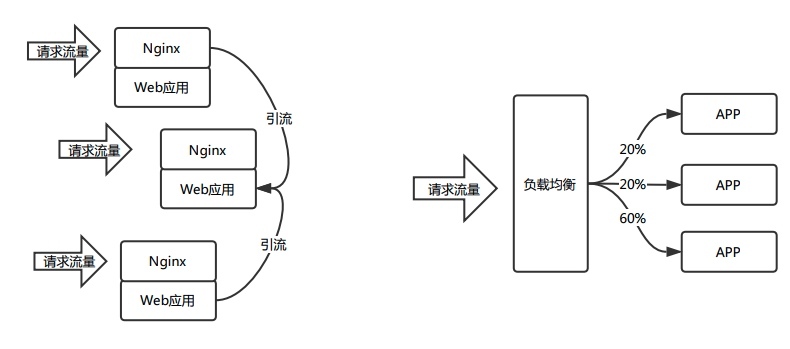 请求流量
Nginx
Web应用
引流
请求流量
Nginx
Web应用
引流
请求流量
Nginx
Web应用
请求流量
负载均衡
20%
20%
60%
APP
APP
APP